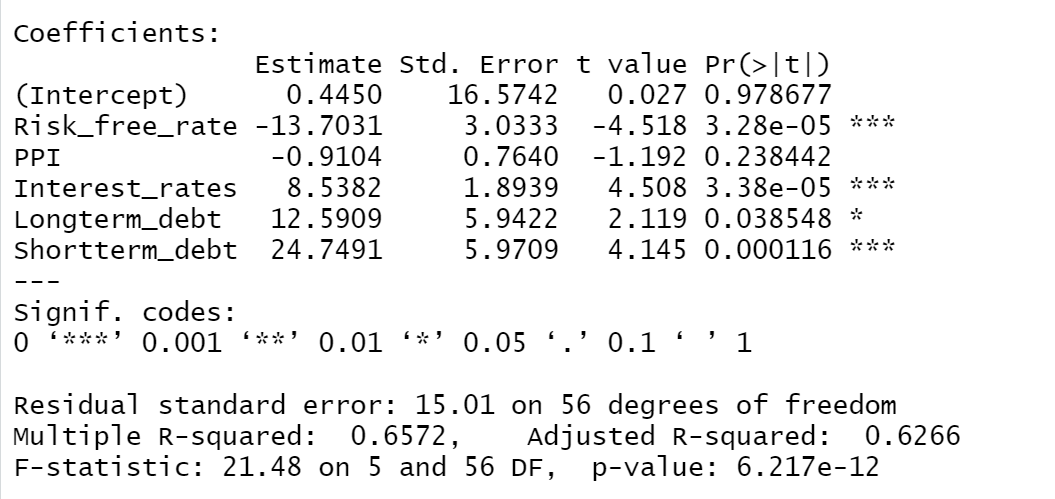 Coefficients:
Estimate Std. Error t value Pr(>|t|)
(Intercept) 0.4450 16.5742 0.027 0.978677
Risk_free_rate -13.7031 3.0333 -4.518 3.28e-05 ***
PPI -0.9104 0.7640 -1.192 0.238442
Interest_rates 8.5382 1.8939 4.508 3.38e-05 ***
Longterm_debt 12.5909 5.9422 2.119 0.038548 *
Shortterm_debt 24.7491 5.9709 4.145 0.000116 ***
---
Signif. codes:
0 ‘***’ 0.001 ‘**’ 0.01 ‘*’ 0.05 ‘.’ 0.1 ‘ ’ 1
Residual standard error: 15.01 on 56 degrees of freedom
Multiple R-squared: 0.6572, Adjusted R-squared: 0.6266
F-statistic: 21.48 on 5 and 56 DF, p-value: 6.217e-12